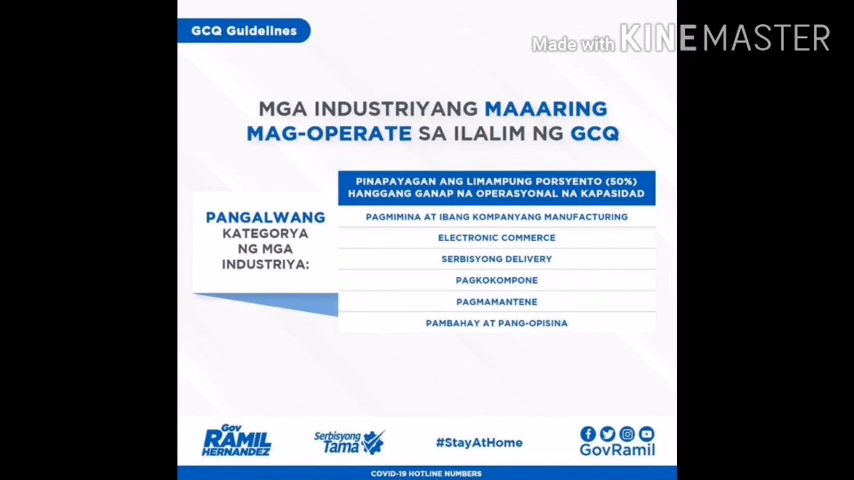 GCQ Guidelines
Made with KINEMASTER
MGA INDUSTRIYANG MAAARING
MAG-OPERATE SA ILALIM NG GCQ
PANGALWANG
KATEGORYA
NG MGA
INDUSTRIYA:
PINAPAYAGAN ANG LIMAMPUNG PORSYENTO (50%)
HANGGANG GANAP NA OPERASYONAL NA KAPASIDAD
PAGMIMINA AT IBANG KOMPANYANG MANUFACTURING
ELECTRONIC COMMERCE
SERBISYONG DELIVERY
PAGKOKOMPONE
PAGMAMANTENE
PAMBAHAY AT PANG-OPISINA
Gov
RAMIL
HERNANDEZ
Serbisyong
Tama
#StayAtHome
GovRamil
COVID-19 HOTLINE NUMBERS